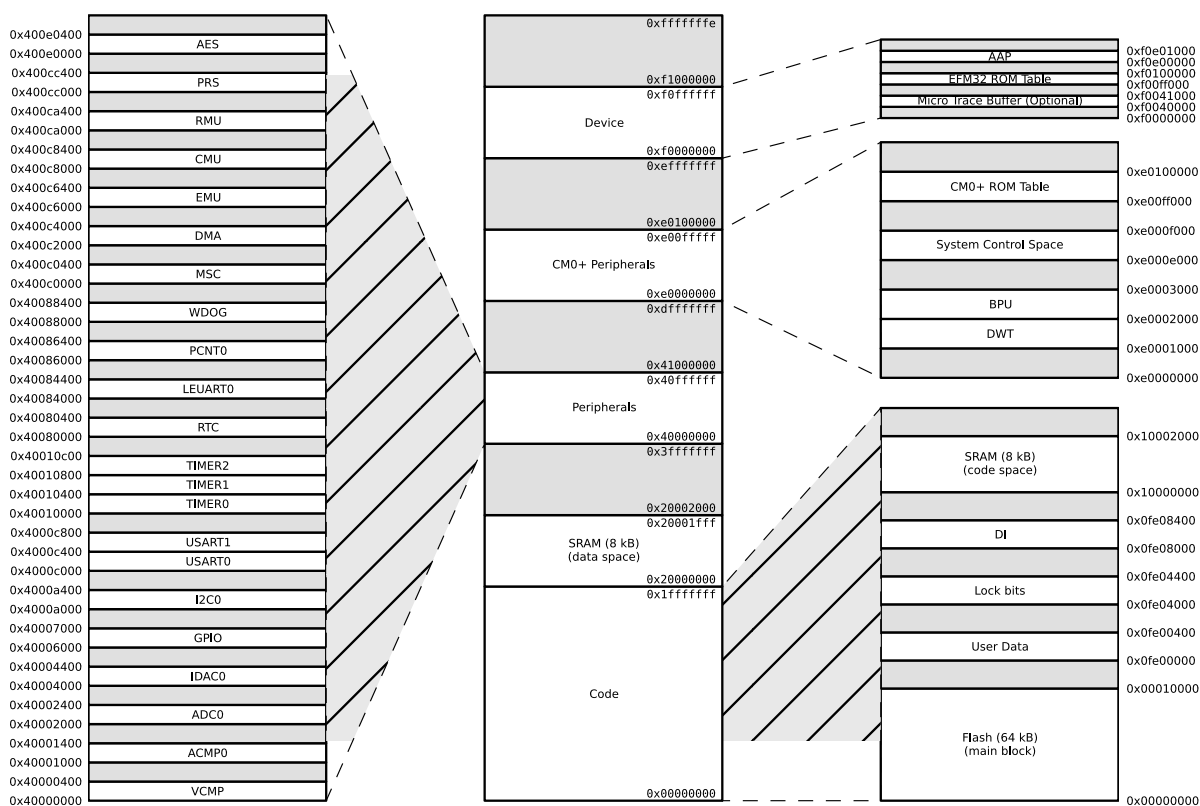 0x400e0400
AES
0x400e0000
0x400cc400
PRS
0x400cc000
0x400ca400
RMU
0x400ca000
0x400c8400
CMU
0x400c8000
0x400c6400
EMU
0x400c6000
0x400c4000
DMA
0x400c2000
0x400c0400
MSC
0x400c0000
0x40088400
WDOG
0x40088000
0x40086400
PCNT0
0x40086000
0x40084400
LEUART0
0x40084000
0x40080400
RTC
0x40080000
0x40010c00
TIMER2
0x40010800
TIMER1
0x40010400
TIMER0
0x40010000
0x4000c800
USART1
0x4000c400
USART0
0x4000c000
0x4000a400
I2C0
0x4000a000
0x40007000
GPIO
0x40006000
0x40004400
IDAC0
0x40004000
0x40002400
ADC0
0x40002000
0x40001400
ACMP0
0x40001000
0x40000400
VCMP
0x40000000
0xfffffffe
0xf1000000
0xf0ffffff
Device
0xf0000000
0xefffffff
0xe0100000
0xe00fffff
CM0+ Peripherals
0xe0000000
0xdfffffff
0x41000000
0x40ffffff
Peripherals
0x40000000
0x3fffffff
0x20002000
0x20001fff
SRAM (8 kB)
(data space)
0x20000000
0x1fffffff
Code
0x00000000
0xf0e01000
AAP
0xf0e00000
0xf0100000
EFM32 ROM Table
0xf00ff000
0xf0041000
Micro Trace Buffer (Optional)
0xf0040000
0xf0000000
0xe0100000
CM0+ ROM Table
0xe00ff000
0xe000f000
System Control Space
0xe000e000
0xe0003000
BPU
0xe0002000
DWT
0xe0001000
0xe0000000
0x10002000
SRAM (8 kB)
(code space)
0x10000000
0x0fe08400
DI
0x0fe08000
0x0fe04400
Lock bits
0x0fe04000
0x0fe00400
User Data
0x0fe00000
0x00010000
Flash (64 kB)
(main block)
0x00000000